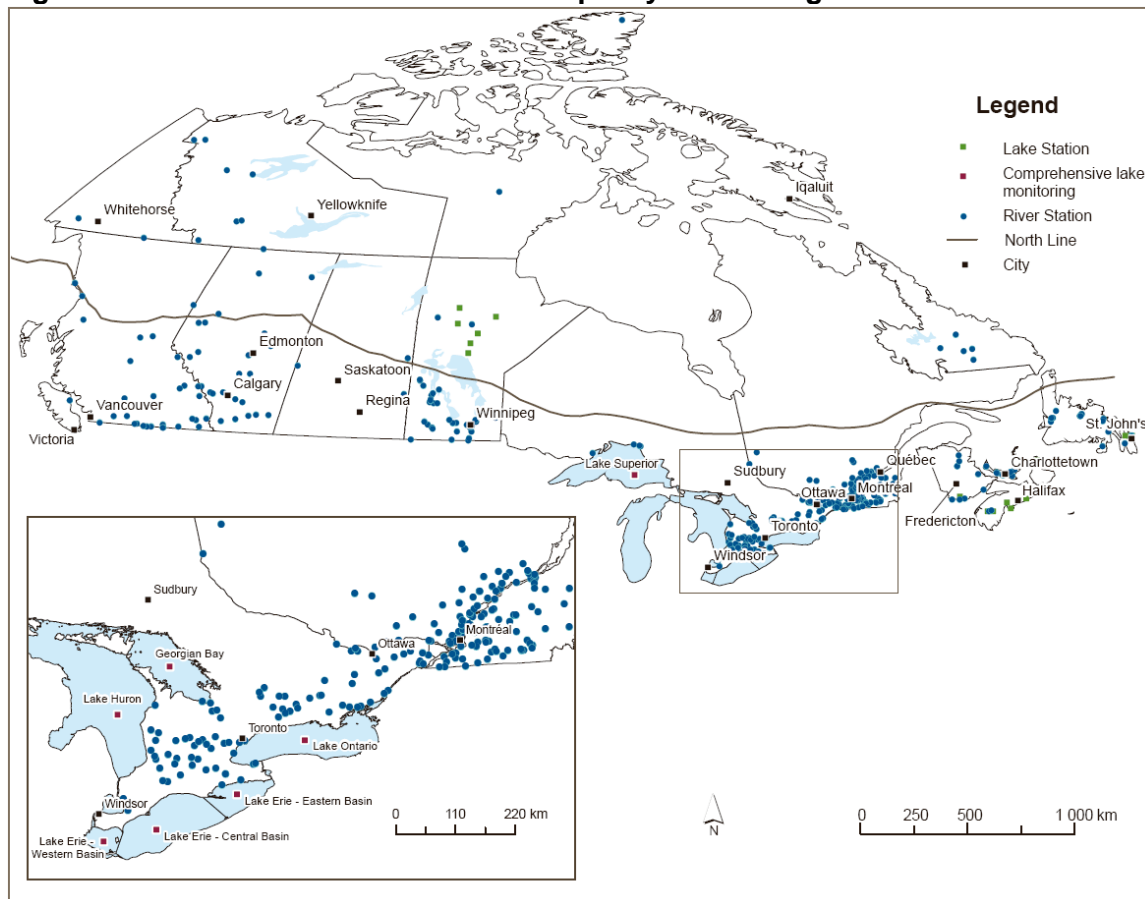 Legend
Lake Station
Comprehensive lake
monitoring
River Station
North Line
City
Iqaluit
Whitehorse
Yellowknife
Edmonton
Saskatoon
Calgary
Regina
Vancouver
Winnipeg
Victoria
St. John's
Lake Superior
Sudbury
Québec
Charlottetown
Ottawa
Montréal
Halifax
Fredericton
Toronto
Windsor
Sudbury
Montréal
Ottawa
Georgian Bay
Lake Huron
Toronto
Lake Ontario
Windsor
Lake Erie - Eastern Basin
Lake Erie - Central Basin
Lake Erie -
Western Basin
0 110 220 km
N
0 250 500 1 000 km